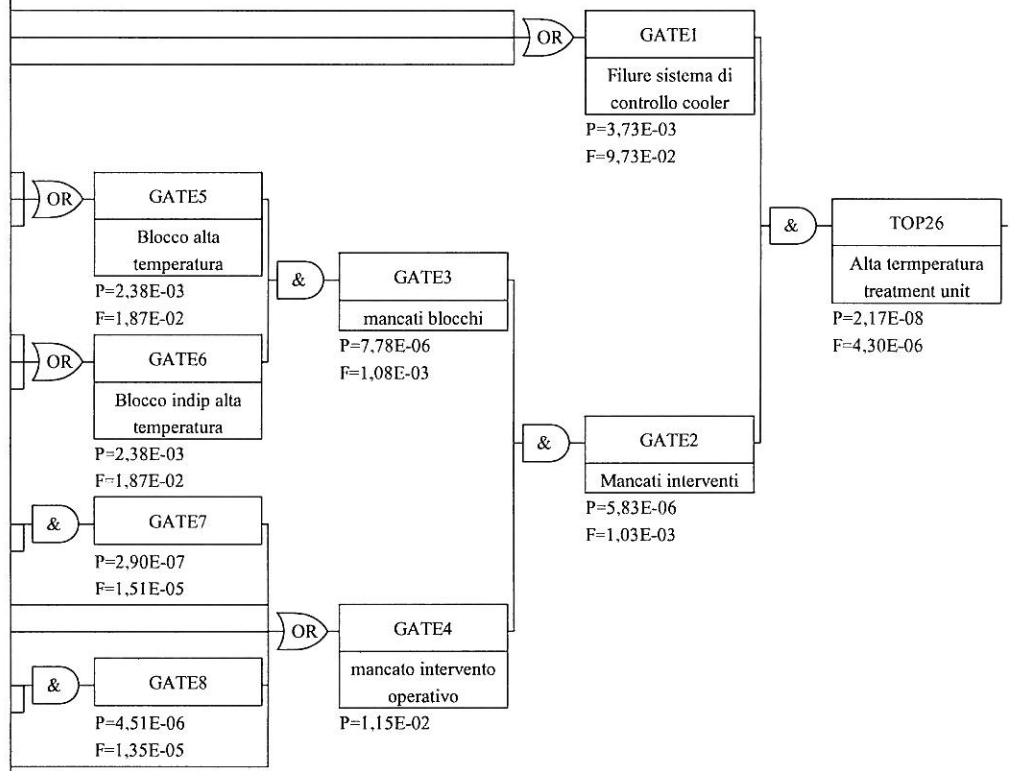 OR
GATE1
Filure sistema di
controllo cooler
P=3,73E-03
F=9,73E-02
OR
GATE5
Blocco alta
temperatura
P=2,38E-03
F=1,87E-02
&
GATE3
mancati blocchi
P=7,78E-06
F=1,08E-03
&
TOP26
Alta termperatura
treatment unit
P=2,17E-08
F=4,30E-06
OR
GATE6
Blocco indip alta
temperatura
P=2,38E-03
F=1,87E-02
&
GATE2
Mancati interventi
P=5,83E-06
F=1,03E-03
&
GATE7
P=2,90E-07
F=1,51E-05
OR
GATE4
mancato intervento
operativo
P=1,15E-02
&
GATE8
P=4,51E-06
F=1,35E-05